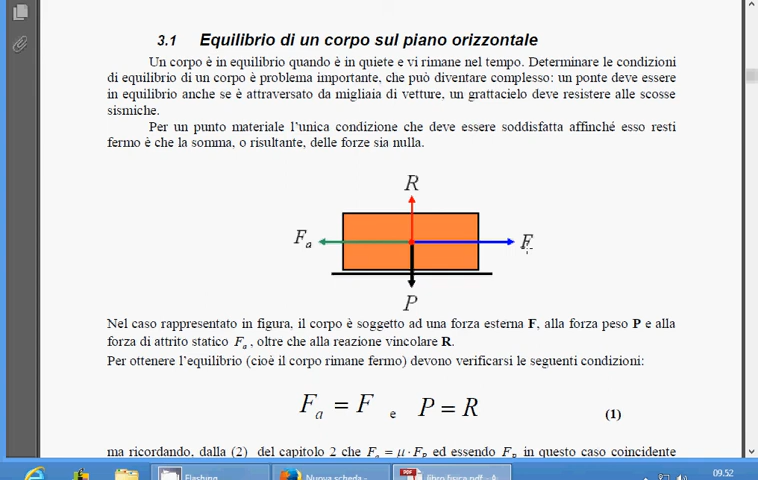 3.1 Equilibrio di un corpo sul piano orizzontale
Un corpo è in equilibrio quando è in quiete e vi rimane nel tempo. Determinare le condizioni
di equilibrio di un corpo è problema importante, che può diventare complesso: un ponte deve essere
in equilibrio anche se è attraversato da migliaia di vetture, un grattacielo deve resistere alle scosse
sismiche.
Per un punto materiale l'unica condizione che deve essere soddisfatta affinché esso resti
fermo è che la somma, o risultante, delle forze sia nulla.
R
Fa
F
P
Nel caso rappresentato in figura, il corpo è soggetto ad una forza esterna F, alla forza peso P e alla
forza di attrito statico Fa, oltre che alla reazione vincolare R.
Per ottenere l'equilibrio (cioè il corpo rimane fermo) devono verificarsi le seguenti condizioni:
Fa = F e P = R (1)
ma ricordando, dalla (2) del capitolo 2 che Fa = μ · FP ed essendo FP in questo caso coincidente
Flashing
Nuova scheda -
libro fisica.pdf - A
09.52